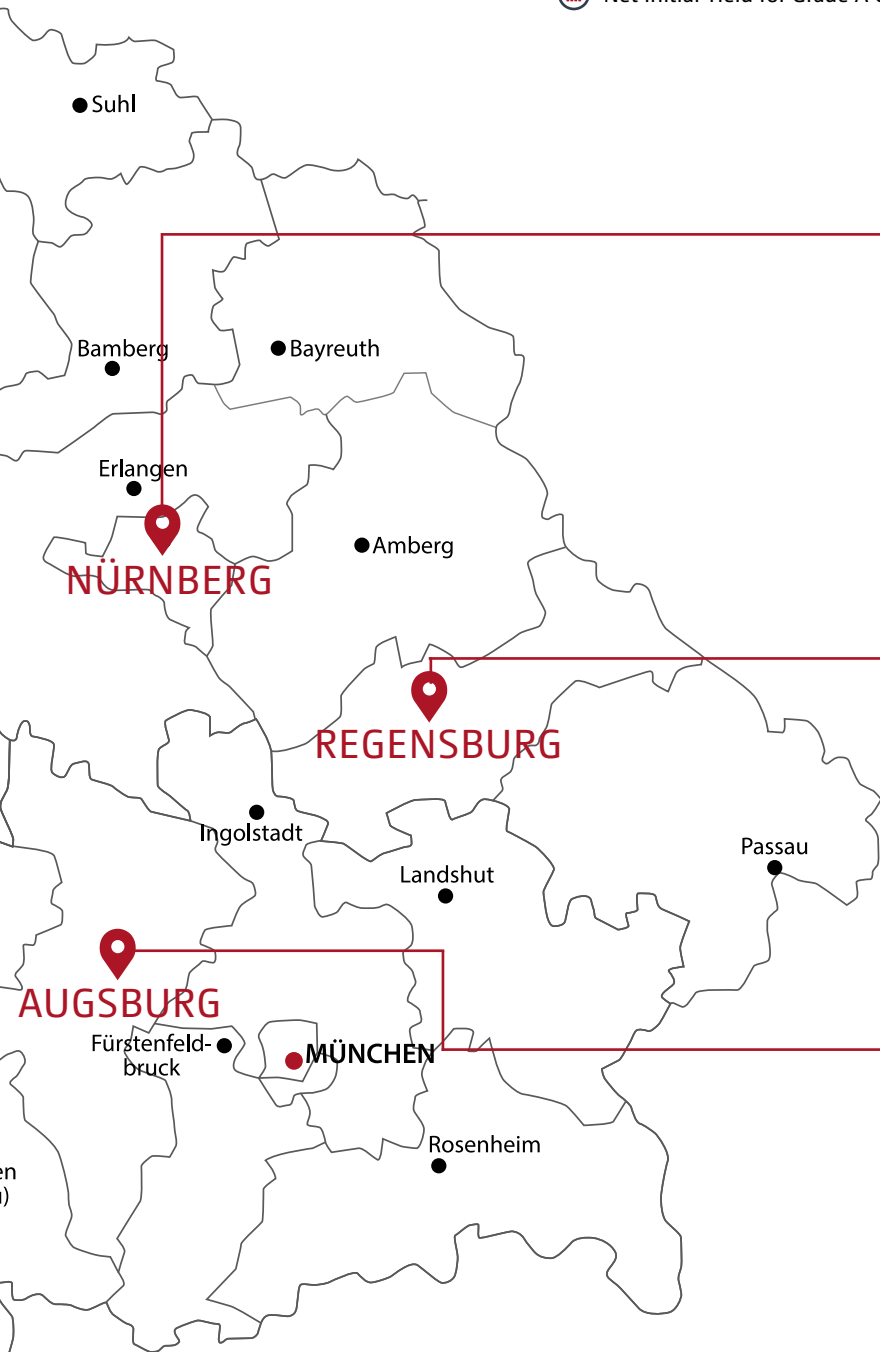 Suhl
Bamberg
Bayreuth
Erlangen
Amberg
NÜRNBERG
REGENSBURG
Ingolstadt
Passau
Landshut
AUGSBURG
Fürstenfeld-
bruck
MÜNCHEN
Rosenheim